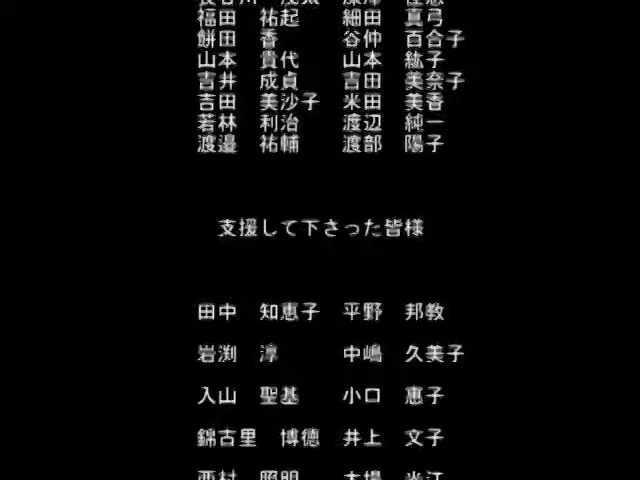 福田　祐起　　細田　真弓
餅田　香　　　谷仲　百合子
山本　貴代　　山本　紘子
吉井　成貞　　吉田　美奈子
吉田　美沙子　米田　美香
若林　利治　　渡辺　純一
渡邉　祐輔　　渡部　陽子
支援して下さった皆様
田中　知恵子　平野　邦教
岩渕　淳　　　中嶋　久美子
入山　聖基　　小口　恵子
錦古里　博徳　井上　文子
西村　照明